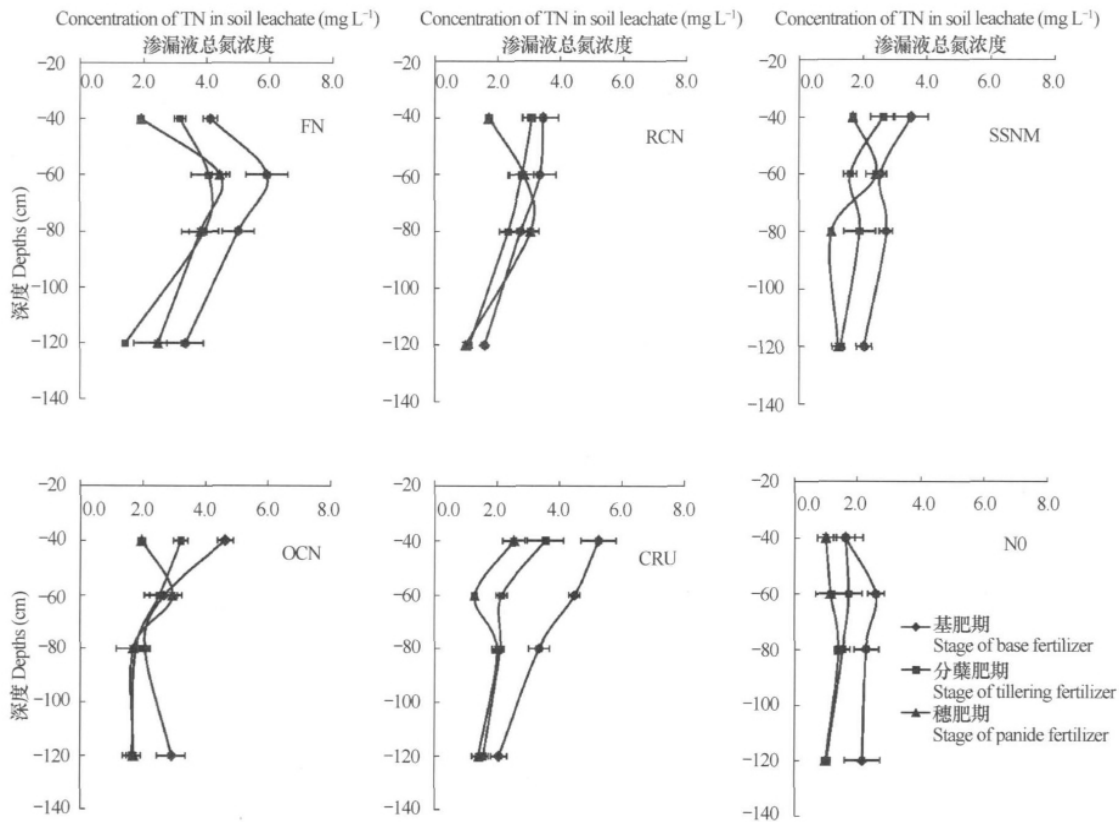 Concentration of TN in soil leachate (mg L⁻¹)
渗漏液总氮浓度
0.0 2.0 4.0 6.0 8.0
−20
−40
−60
−80
−100
−120
−140
深度 Depths (cm)
FN
Concentration of TN in soil leachate (mg L⁻¹)
渗漏液总氮浓度
0.0 2.0 4.0 6.0 8.0
−20
−40
−60
−80
−100
−120
−140
RCN
Concentration of TN in soil leachate (mg L⁻¹)
渗漏液总氮浓度
0.0 2.0 4.0 6.0 8.0
−20
−40
−60
−80
−100
−120
−140
SSNM
0.0 2.0 4.0 6.0 8.0
−20
−40
−60
−80
−100
−120
−140
深度 Depths (cm)
OCN
0.0 2.0 4.0 6.0 8.0
−20
−40
−60
−80
−100
−120
−140
CRU
0.0 2.0 4.0 6.0 8.0
−20
−40
−60
−80
−100
−120
−140
N0
基肥期
Stage of base fertilizer
分蘖肥期
Stage of tillering fertilizer
穗肥期
Stage of panide fertilizer